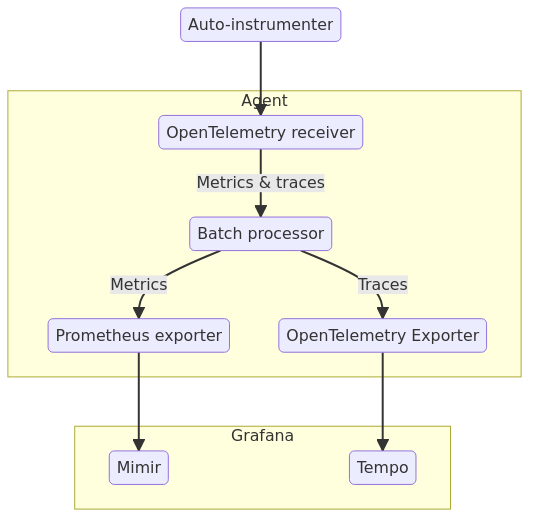 Auto-instrumenter
Agent
OpenTelemetry receiver
Metrics & traces
Batch processor
Metrics
Traces
Prometheus exporter
OpenTelemetry Exporter
Grafana
Mimir
Tempo